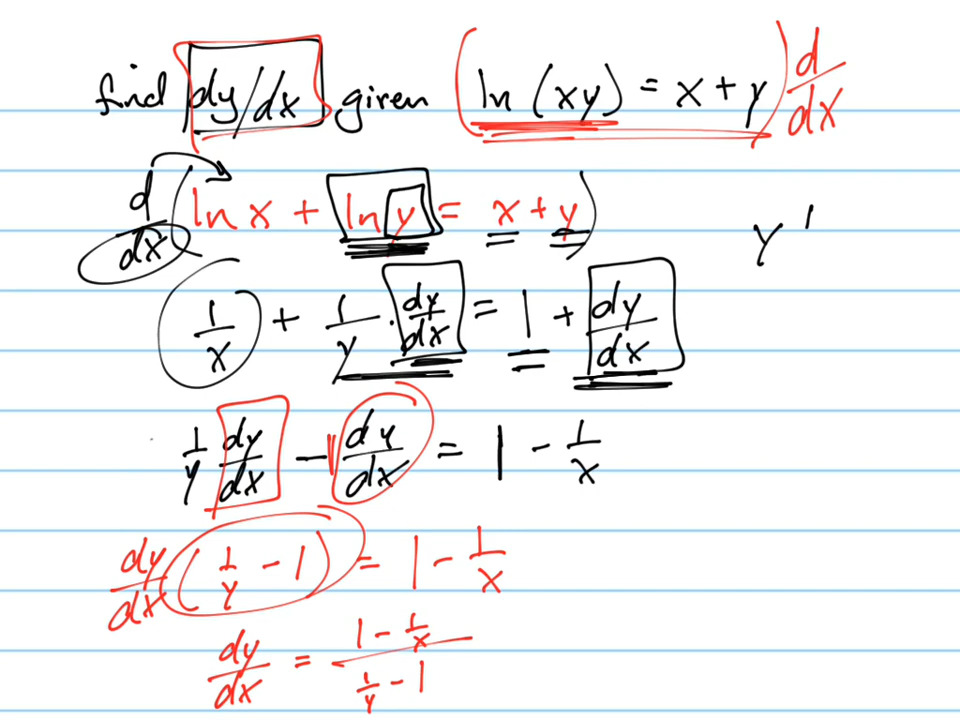 find dy/dx given (ln (xy) = x + y) d/dx
d/dx (ln x + ln y = x + y)
y'
1/x + 1/y · dy/dx = 1 + dy/dx
1/y dy/dx - 1 dy/dx = 1 - 1/x
dy/dx (1/y - 1) = 1 - 1/x
dy/dx = (1 - 1/x)/(1/y - 1)